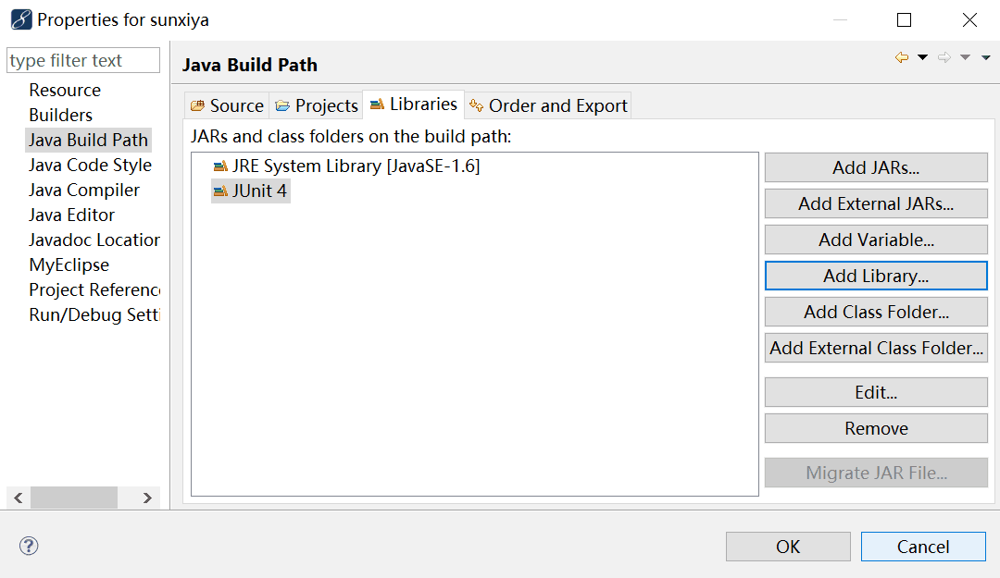 Properties for sunxiya
type filter text
Resource
Builders
Java Build Path
Java Code Style
Java Compiler
Java Editor
Javadoc Location
MyEclipse
Project Referenc
Run/Debug Setti
Java Build Path
Source Projects Libraries Order and Export
JARs and class folders on the build path:
JRE System Library [JavaSE-1.6]
JUnit 4
Add JARs...
Add External JARs...
Add Variable...
Add Library...
Add Class Folder...
Add External Class Folder...
Edit...
Remove
Migrate JAR File...
OK Cancel